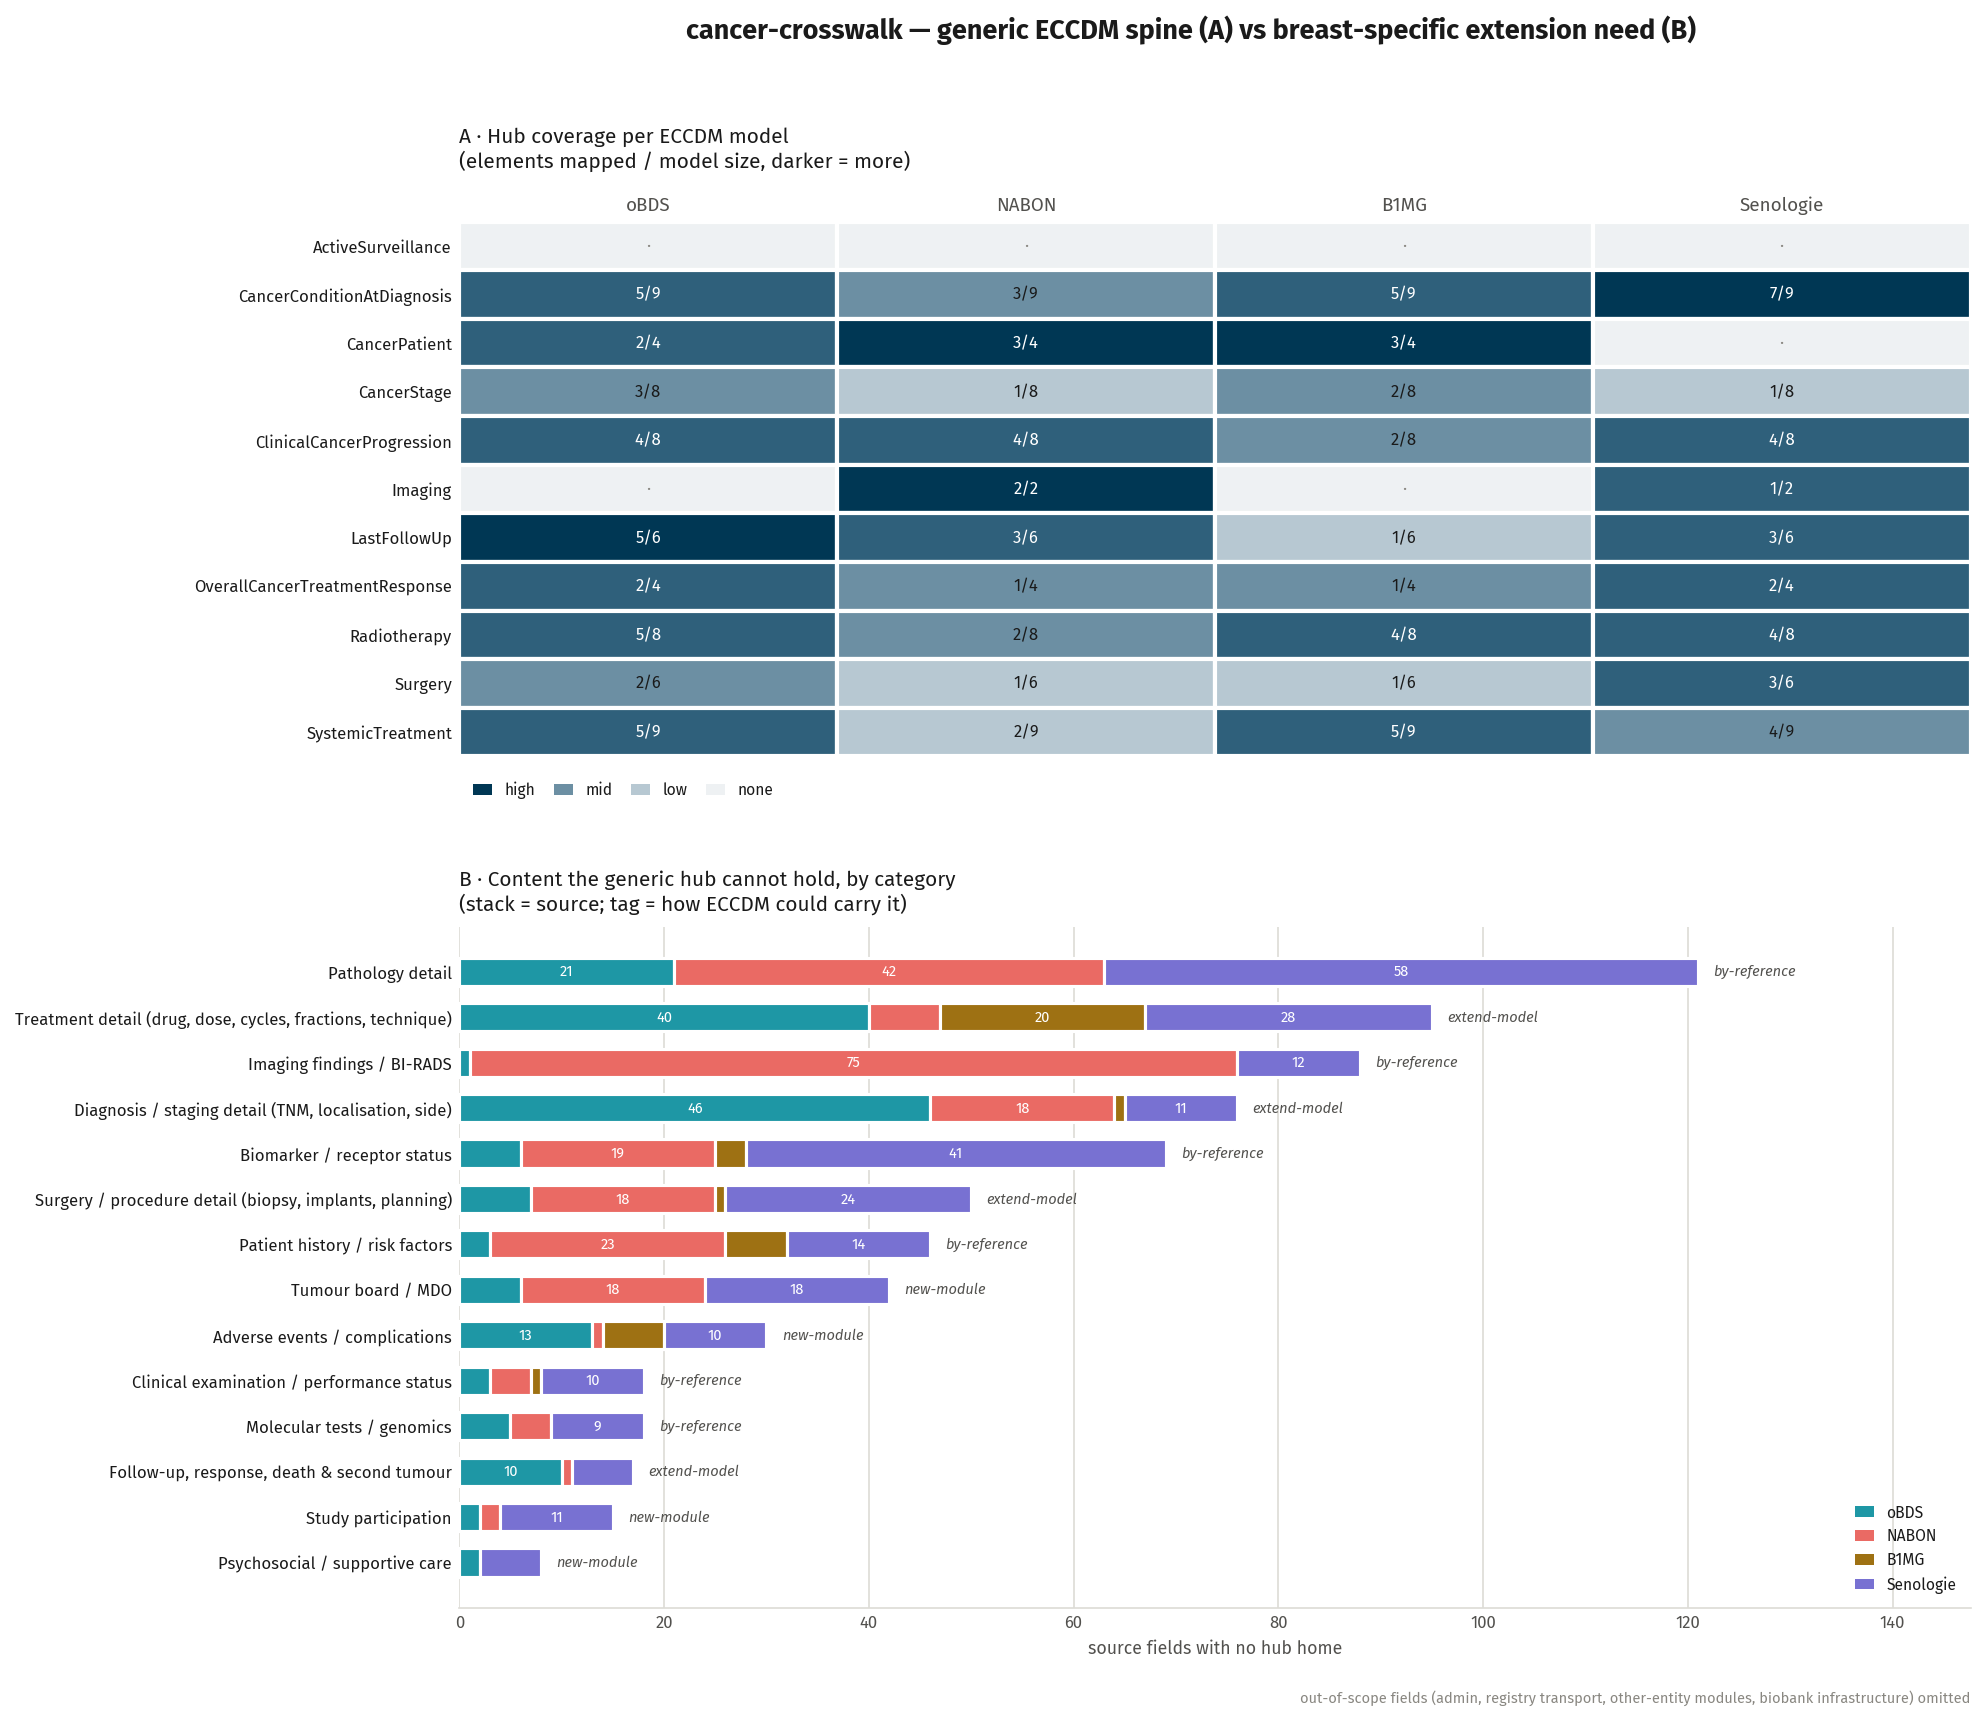 cancer-crosswalk — generic ECCDM spine (A) vs breast-specific extension need (B)
A · Hub coverage per ECCDM model
(elements mapped / model size, darker = more)
oBDS NABON B1MG Senologie
ActiveSurveillance · · · ·
CancerConditionAtDiagnosis 5/9 3/9 5/9 7/9
CancerPatient 2/4 3/4 3/4 ·
CancerStage 3/8 1/8 2/8 1/8
ClinicalCancerProgression 4/8 4/8 2/8 4/8
Imaging · 2/2 · 1/2
LastFollowUp 5/6 3/6 1/6 3/6
OverallCancerTreatmentResponse 2/4 1/4 1/4 2/4
Radiotherapy 5/8 2/8 4/8 4/8
Surgery 2/6 1/6 1/6 3/6
SystemicTreatment 5/9 2/9 5/9 4/9
high mid low none
B · Content the generic hub cannot hold, by category
(stack = source; tag = how ECCDM could carry it)
Pathology detail 21 42 58 by-reference
Treatment detail (drug, dose, cycles, fractions, technique) 40 20 28 extend-model
Imaging findings / BI-RADS 75 12 by-reference
Diagnosis / staging detail (TNM, localisation, side) 46 18 11 extend-model
Biomarker / receptor status 19 41 by-reference
Surgery / procedure detail (biopsy, implants, planning) 18 24 extend-model
Patient history / risk factors 23 14 by-reference
Tumour board / MDO 18 18 new-module
Adverse events / complications 13 10 new-module
Clinical examination / performance status 10 by-reference
Molecular tests / genomics 9 by-reference
Follow-up, response, death & second tumour 10 extend-model
Study participation 11 new-module
Psychosocial / supportive care new-module
oBDS
NABON
B1MG
Senologie
0 20 40 60 80 100 120 140
source fields with no hub home
out-of-scope fields (admin, registry transport, other-entity modules, biobank infrastructure) omitted